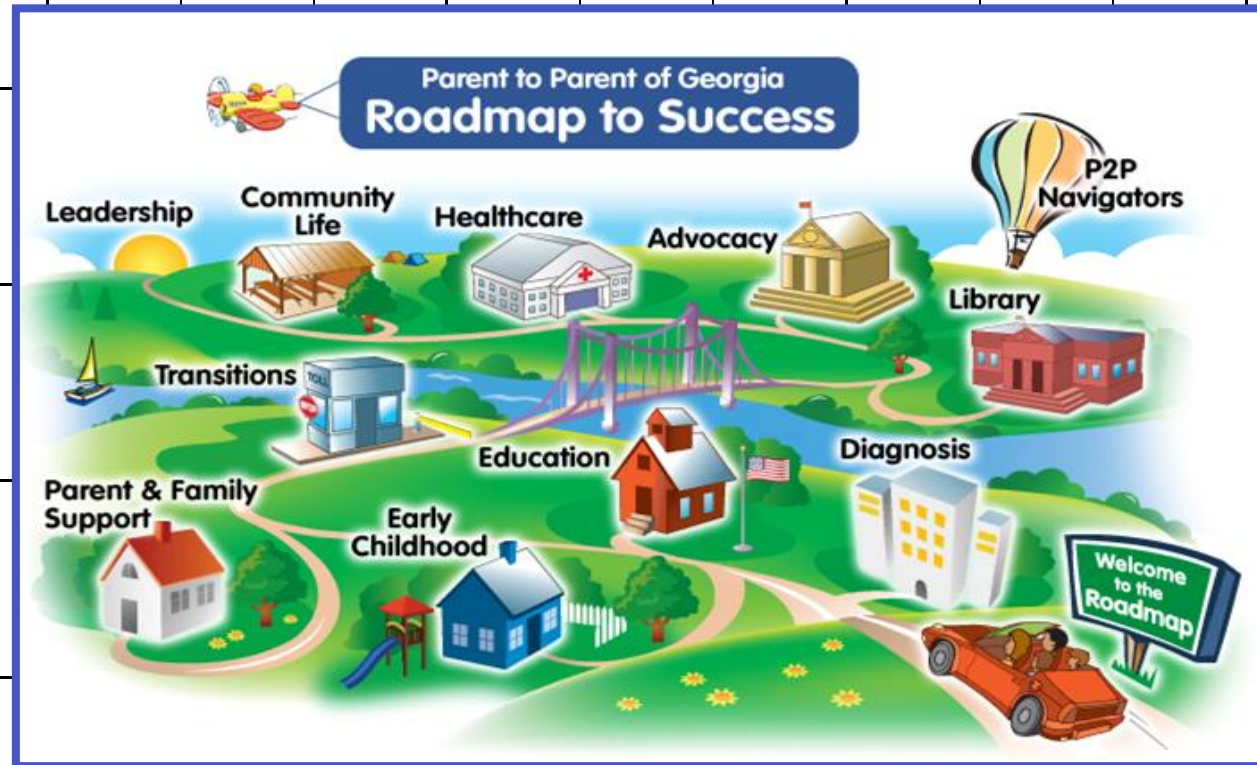 Parent to Parent of Georgia
Roadmap to Success
P2P
Navigators
Leadership
Community
Life
Healthcare
Advocacy
Library
Transitions
TOLL
Education
Diagnosis
Parent & Family
Support
Early
Childhood
Welcome
to the
Roadmap